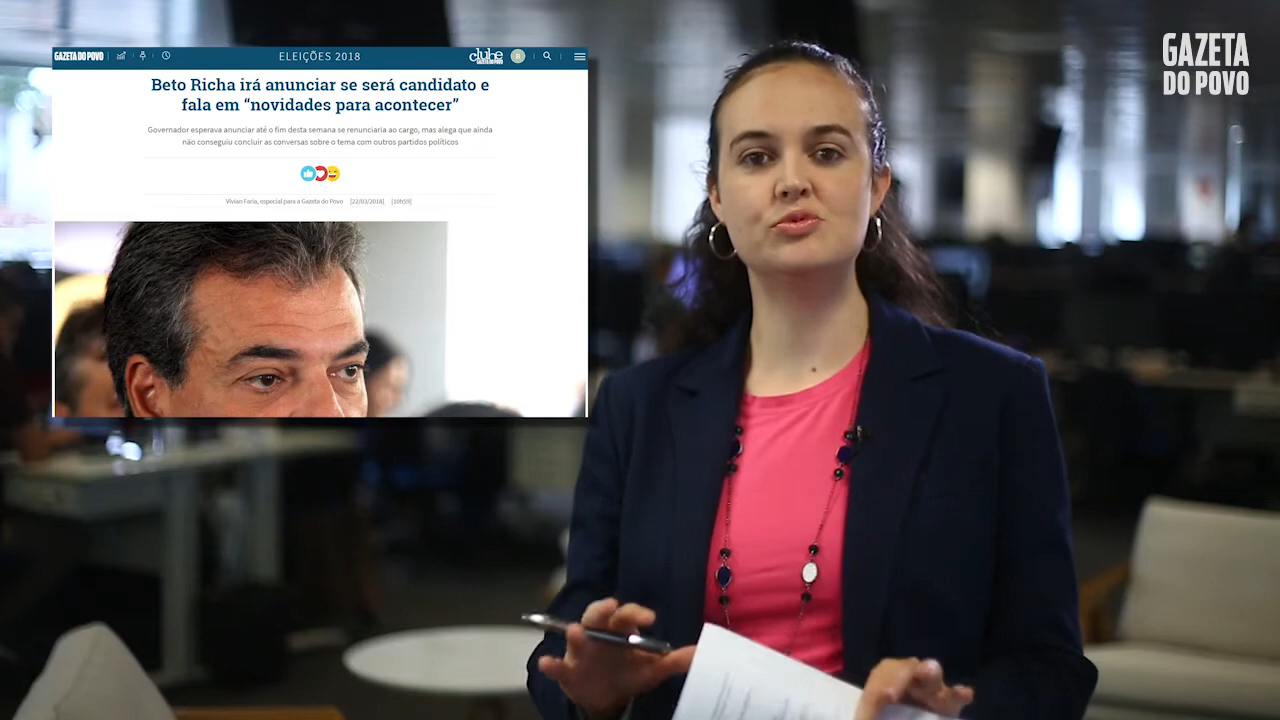 GAZETA DO POVO
ELEIÇÕES 2018
clube
GAZETA DO POVO
B
Beto Richa irá anunciar se será candidato e
fala em “novidades para acontecer”
Governador esperava anunciar até o fim desta semana se renunciaria ao cargo, mas alega que ainda
não conseguiu concluir as conversas sobre o tema com outros partidos políticos
Vivian Faria, especial para a Gazeta do Povo [22/03/2018] [10h59]
GAZETA
DO POVO